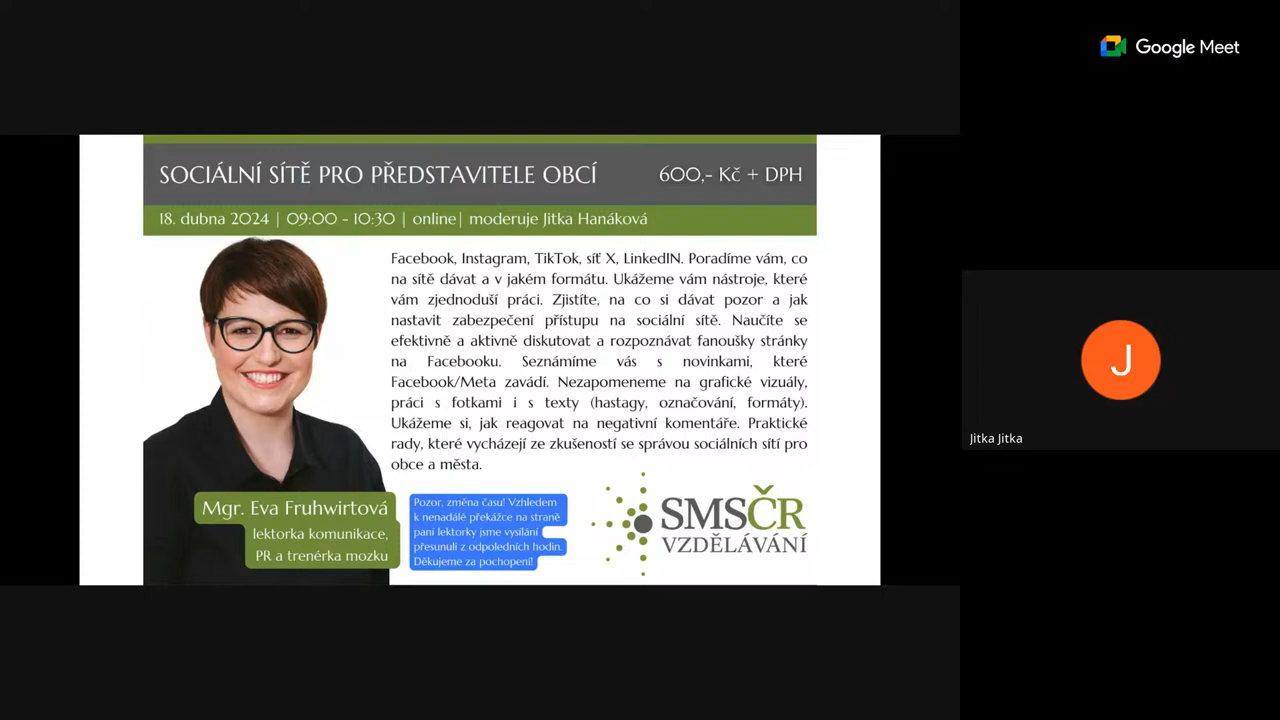 Google Meet
SOCIÁLNÍ SÍTĚ PRO PŘEDSTAVITELE OBCÍ
600,- Kč + DPH
18. dubna 2024 | 09:00 - 10:30 | online| moderuje Jitka Hanáková
Facebook, Instagram, TikTok, síť X, LinkedIN. Poradíme vám, co
na sítě dávat a v jakém formátu. Ukážeme vám nástroje, které
vám zjednoduší práci. Zjistíte, na co si dávat pozor a jak
nastavit zabezpečení přístupu na sociální sítě. Naučíte se
efektivně a aktivně diskutovat a rozpoznávat fanoušky stránky
na Facebooku. Seznámíme vás s novinkami, které
Facebook/Meta zavádí. Nezapomeneme na grafické vizuály,
práci s fotkami i s texty (hastagy, označování, formáty).
Ukážeme si, jak reagovat na negativní komentáře. Praktické
rady, které vycházejí ze zkušeností se správou sociálních sítí pro
obce a města.
Mgr. Eva Fruhwirtová
lektorka komunikace,
PR a trenérka mozku
Pozor, změna času! Vzhledem
k nenadálé překážce na straně
paní lektorky jsme vysílání
přesunuli z odpoledních hodin.
Děkujeme za pochopení!
SMSČR
VZDĚLÁVÁNÍ
J
Jitka Jitka